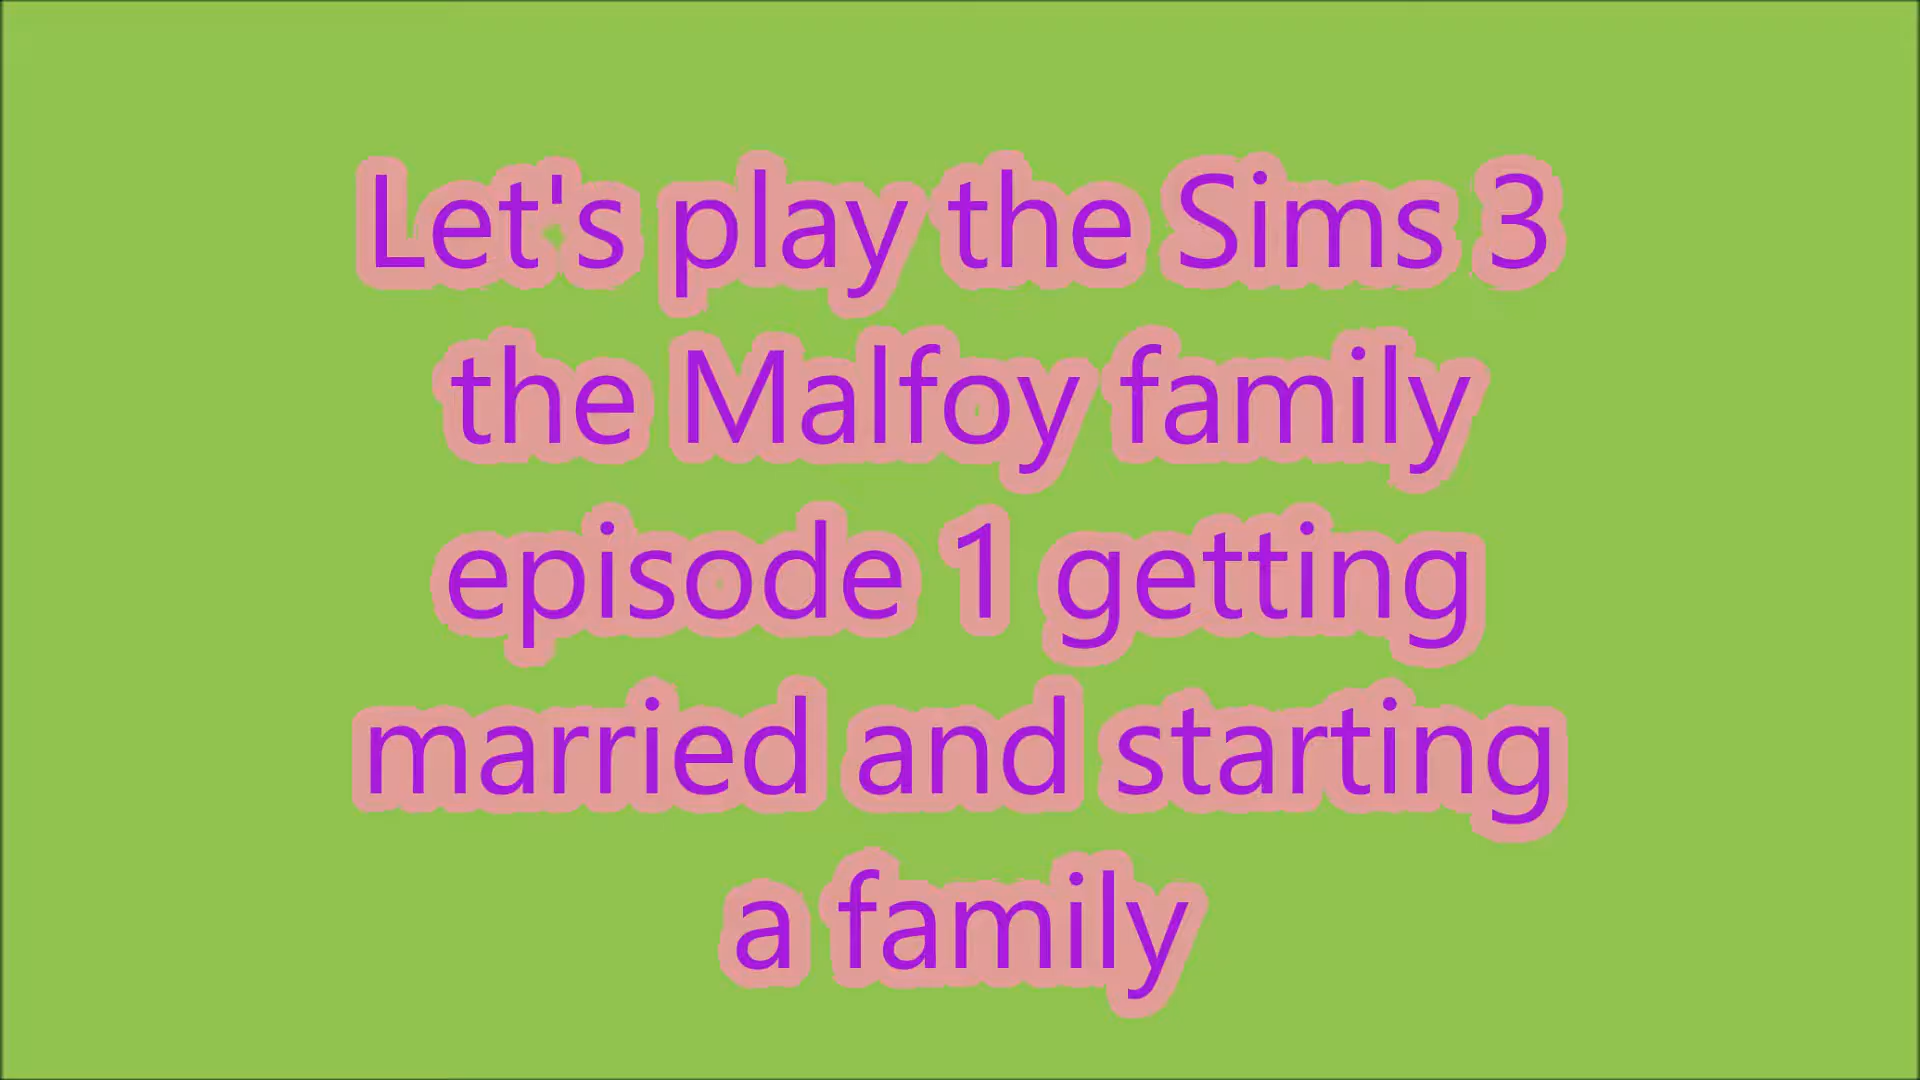 Let's play the Sims 3
the Malfoy family
episode 1 getting
married and starting
a family